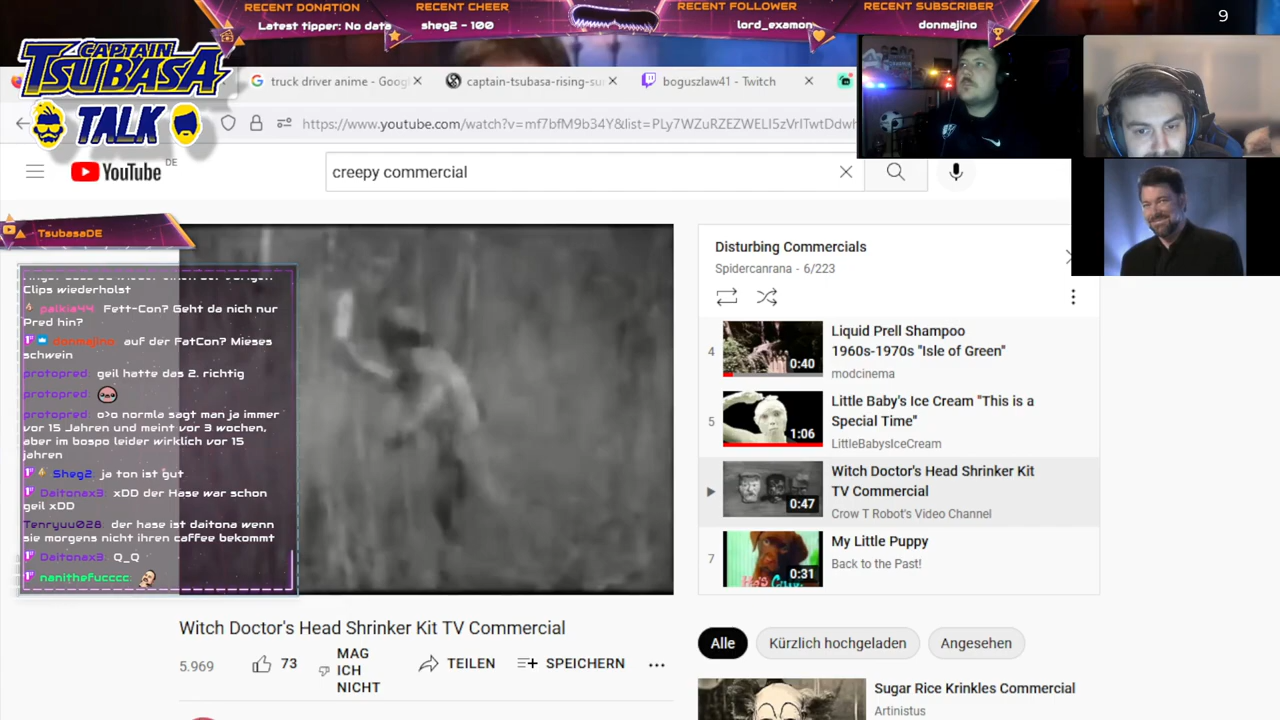 RECENT DONATION
Latest tipper: No data
RECENT CHEER
sheg2 - 100
RECENT FOLLOWER
lord_examon
RECENT SUBSCRIBER
donmajino
9
CAPTAIN
TSUBASA
TALK
truck driver anime - Goog
captain-tsubasa-rising-su
boguszlaw41 - Twitch
https://www.youtube.com/watch?v=mf7bfM9b34Y&list=PLy7WZuRZEZWELI5zVrITwtDdwh
YouTube DE
creepy commercial
TsubasaDE
Clips wiederholst
palkia44: Fett-Con? Geht da nich nur
Pred hin?
donmajino: auf der FatCon? Mieses
schwein
protopred: geil hatte das 2. richtig
protopred:
protopred: o>o normla sagt man ja immer
vor 15 Jahren und meint vor 3 wochen,
aber im bospo leider wirklich vor 15
jahren
Sheg2: ja ton ist gut
Daitonax3: xDD der Hase war schon
geil xDD
Tenryuu028: der hase ist daitona wenn
sie morgens nicht ihren caffee bekommt
Daitonax3: Q_Q
nanithefucccc:
Disturbing Commercials
Spidercanrana - 6/223
4
0:40
Liquid Prell Shampoo
1960s-1970s "Isle of Green"
modcinema
5
1:06
Little Baby's Ice Cream "This is a
Special Time"
LittleBabysIceCream
0:47
Witch Doctor's Head Shrinker Kit
TV Commercial
Crow T Robot's Video Channel
7
0:31
My Little Puppy
Back to the Past!
Witch Doctor's Head Shrinker Kit TV Commercial
5.969
73
MAG
ICH
NICHT
TEILEN
SPEICHERN
Alle
Kürzlich hochgeladen
Angesehen
Sugar Rice Krinkles Commercial
Artinistus